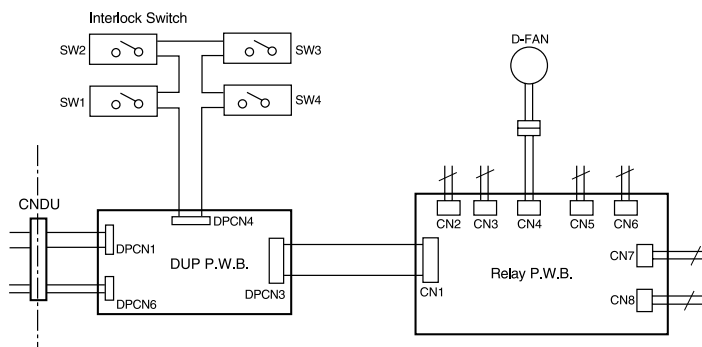 Interlock Switch
SW2
SW3
SW1
SW4
D-FAN
CNDU
DPCN4
CN2
CN3
CN4
CN5
CN6
DPCN1
DUP P.W.B.
CN7
Relay P.W.B.
DPCN6
DPCN3
CN1
CN8